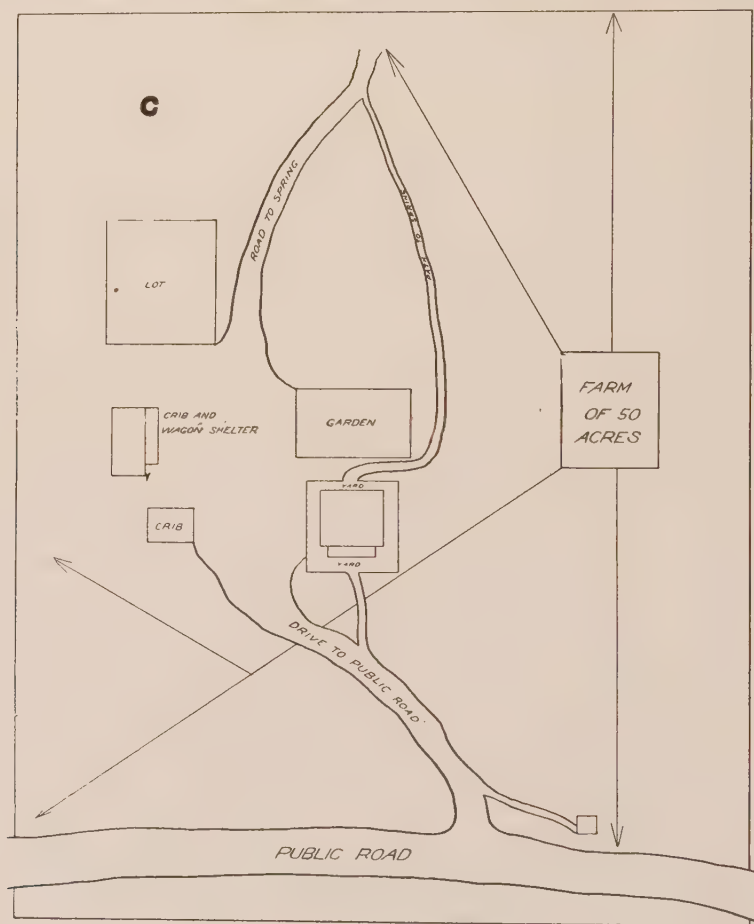 C
ROAD TO SPRING
PATH TO SPRING
LOT
FARM
OF 50
ACRES
CRIB AND
WAGON SHELTER
GARDEN
YARD
CRIB
YARD
DRIVE TO PUBLIC ROAD
PUBLIC ROAD